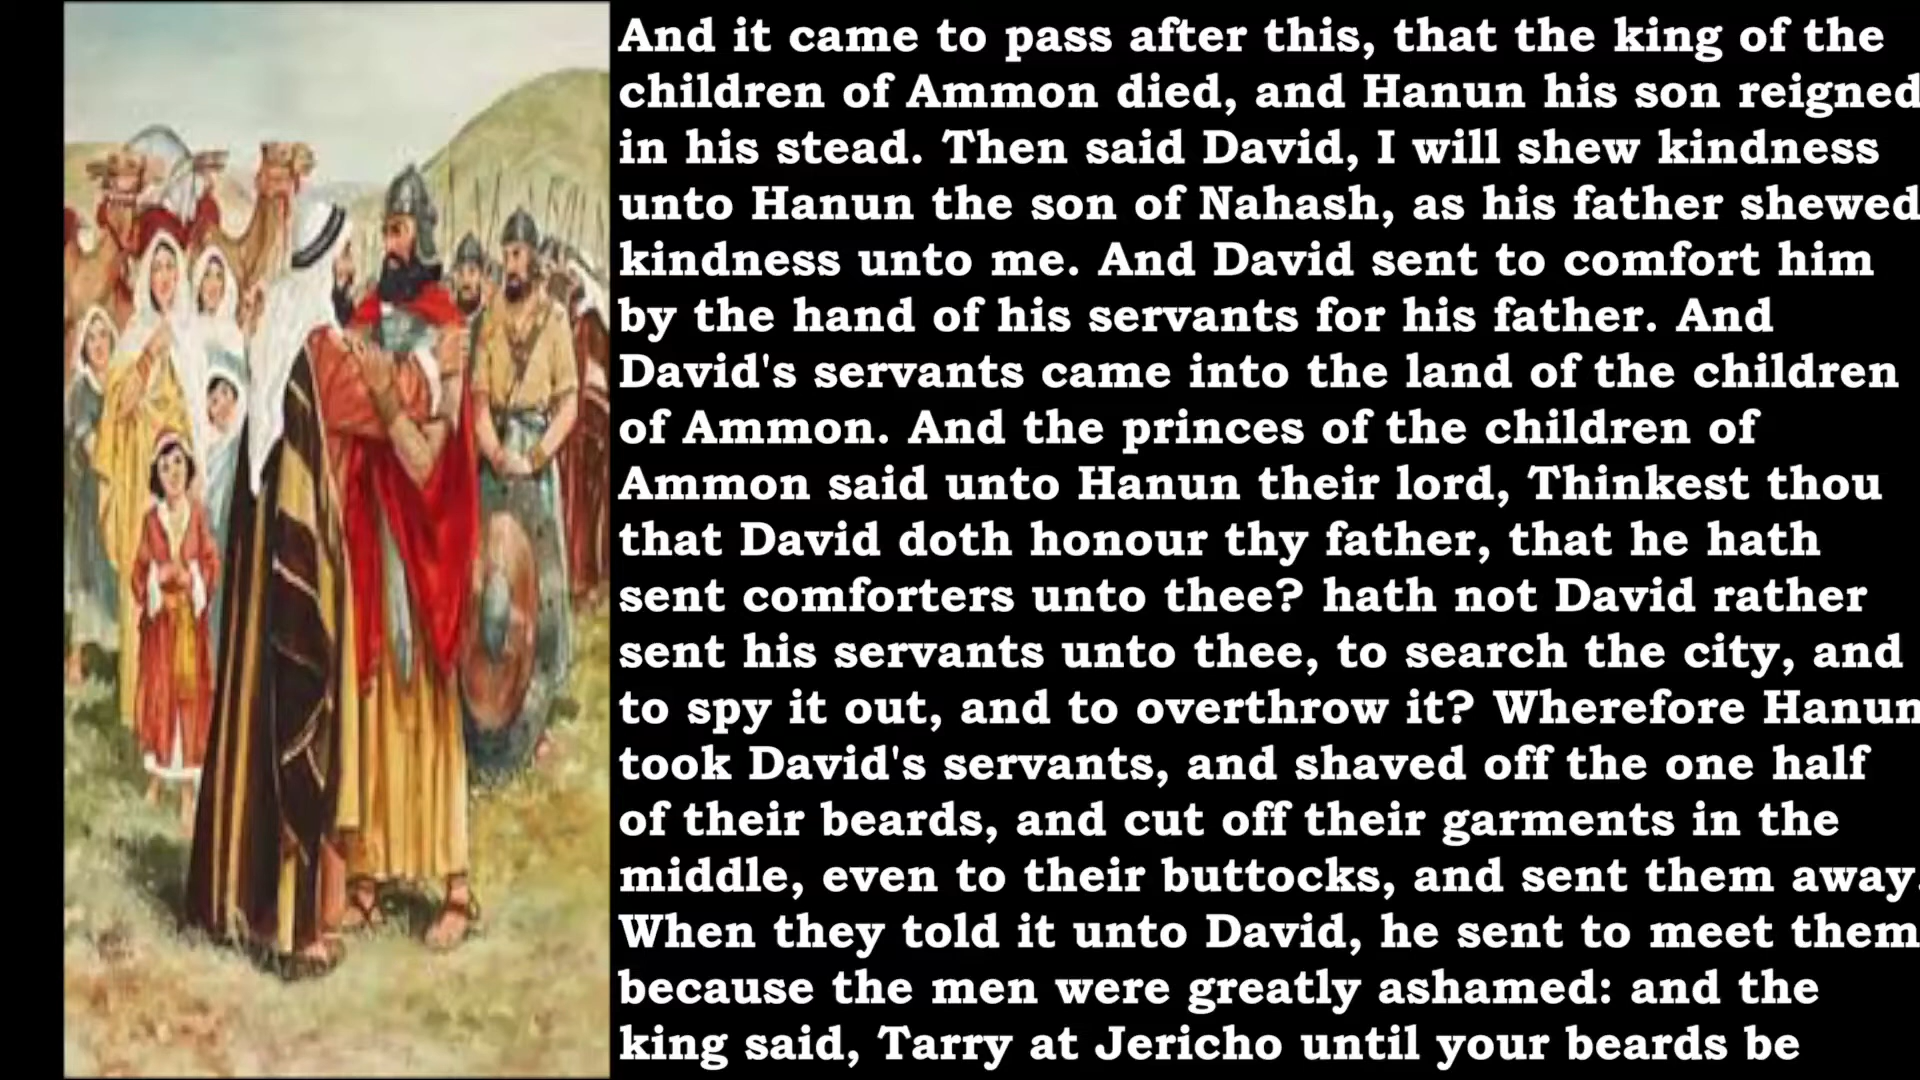 And it came to pass after this, that the king of the
children of Ammon died, and Hanun his son reigned
in his stead. Then said David, I will shew kindness
unto Hanun the son of Nahash, as his father shewed
kindness unto me. And David sent to comfort him
by the hand of his servants for his father. And
David's servants came into the land of the children
of Ammon. And the princes of the children of
Ammon said unto Hanun their lord, Thinkest thou
that David doth honour thy father, that he hath
sent comforters unto thee? hath not David rather
sent his servants unto thee, to search the city, and
to spy it out, and to overthrow it? Wherefore Hanun
took David's servants, and shaved off the one half
of their beards, and cut off their garments in the
middle, even to their buttocks, and sent them away.
When they told it unto David, he sent to meet them
because the men were greatly ashamed: and the
king said, Tarry at Jericho until your beards be